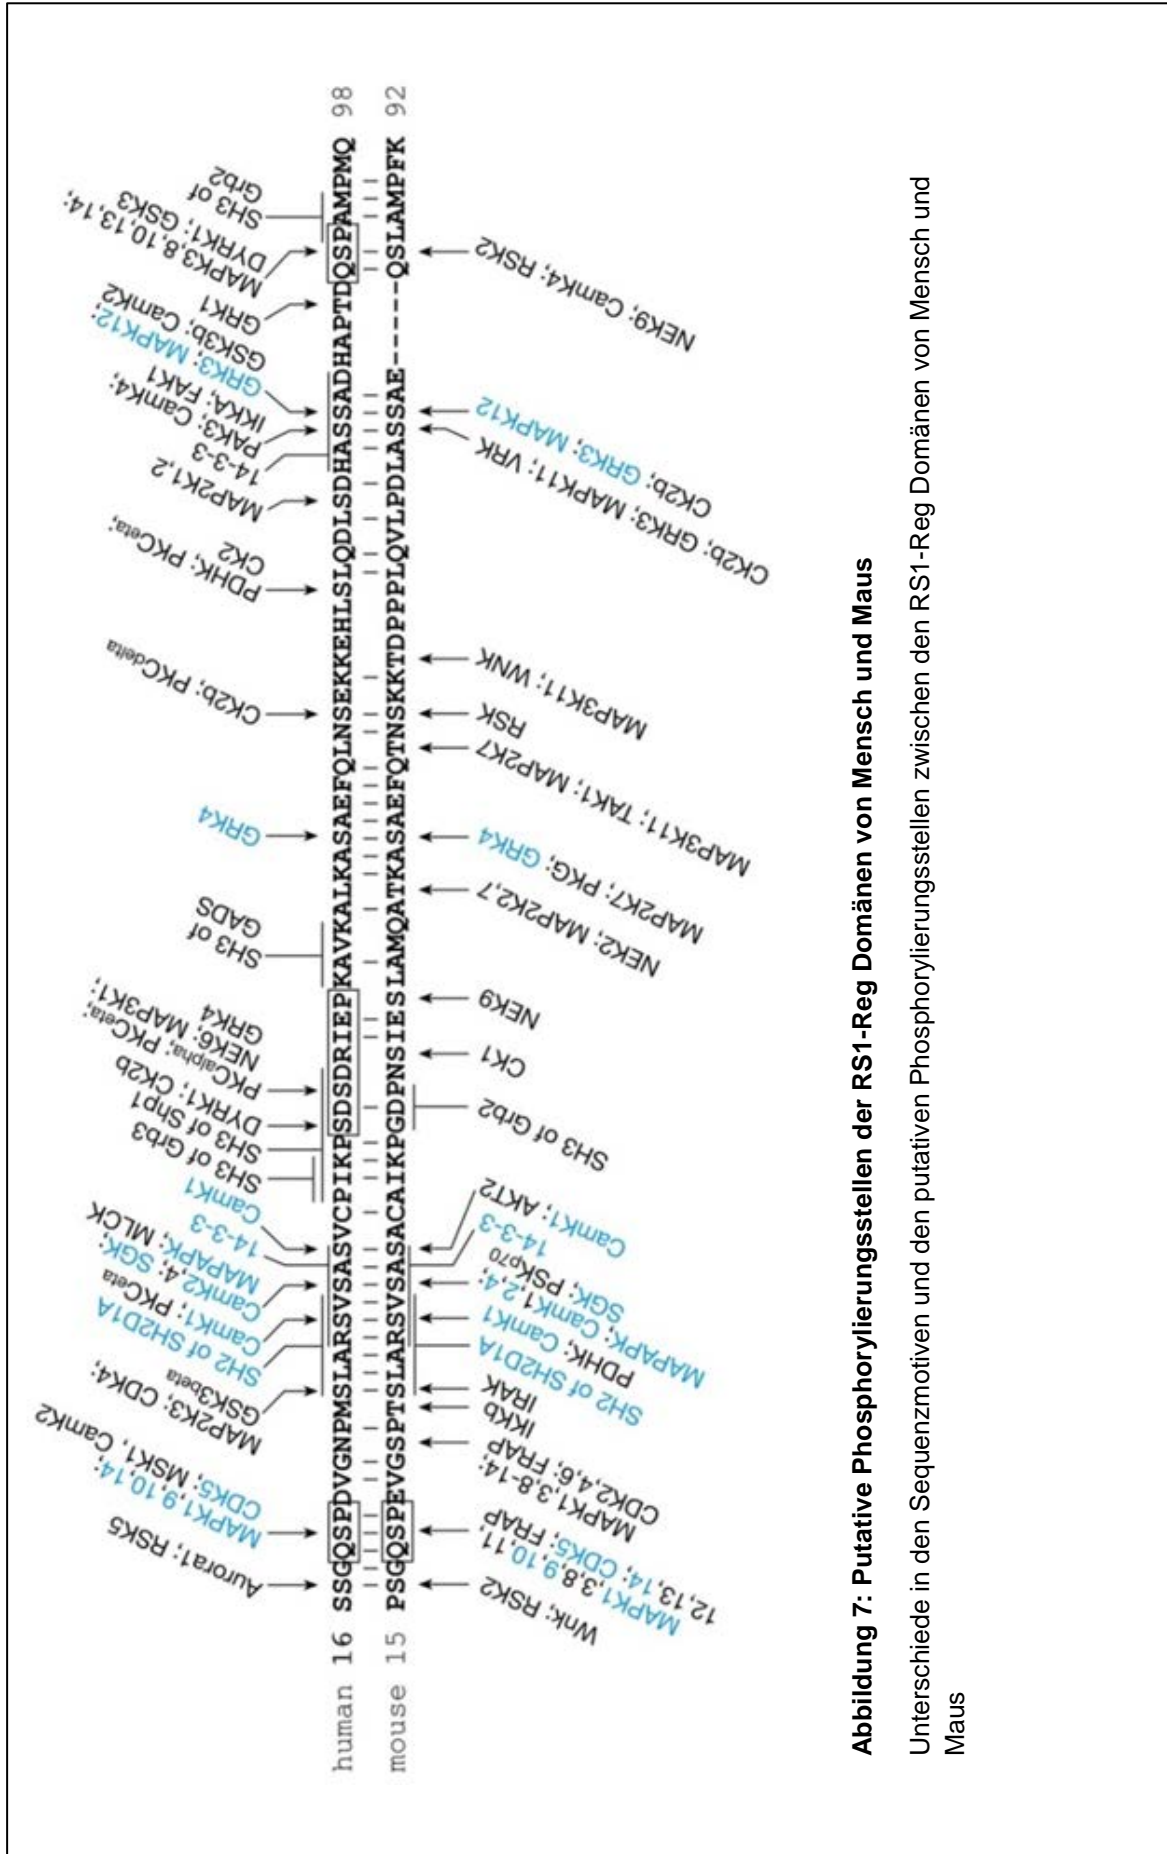 Aurora1; RSK5
MAPK1,9,10,14;
CDK5; MSK1, Camk2
MAP2K3; CDK4;
GSK3beta
SH2 of SH2D1A
Camk1; PKCeta
Camk2,4; SGK;
MAPAPK; MLCK
14-3-3
Camk1
SH3 of Grb3
SH3 of Shp1
DYRK1; CK2b
PKCalpha; PKCeta;
NEK6; MAP3K1;
GRK4
SH3 of
GADS
GRK4
CK2b; PKCdelta
PDHK; PKCeta;
CK2
MAP2K1,2
14-3-3
PAK3; CamK4;
IKKA; FAK1
GRK3; MAPK12;
GSK3b; Camk2
GRK1
MAPK3,8,10,13,14;
DYRK1; GSK3
SH3 of
Grb2
human 16 SSGQSPDVGNPMSLARSVSASVCPIKPSDSDRIEPKAVKALKASAEFQLNSEKKEHLSLQDLSDHASSADHAPTDQSPAMPMQ 98
mouse 15 PSGQSPEVGSPTSLARSVSASACAIKPGDPNSIESLAMQATKASAEFQTNSKKTDPPPLQVLPDLASSAE------QSLAMPFK 92
Wnk; RSK2
MAPK1,3,8,9,10,11,
12,13,14; CDK5; FRAP
MAPK1,3,8-14;
CDK2,4,6; FRAP
IKKb
IRAK
SH2 of SH2D1A
PDHK; Camk1
MAPAPK; Camk1,2,4;
SGK; PSKp70
14-3-3
Camk1; AKT2
SH3 of Grb2
CK1
NEK9
NEK2; MAP2K2,7
MAP2K7; PKG; GRK4
MAP3K11; TAK1; MAP2K7
RSK
MAP3K11; WNK
CK2b; GRK3; MAPK11; VRK
CK2b; GRK3; MAPK12
NEK9; CamK4; RSK2
Abbildung 7: Putative Phosphorylierungsstellen der RS1-Reg Domänen von Mensch und Maus
Unterschiede in den Sequenzmotiven und den putativen Phosphorylierungsstellen zwischen den RS1-Reg Domänen von Mensch und
Maus